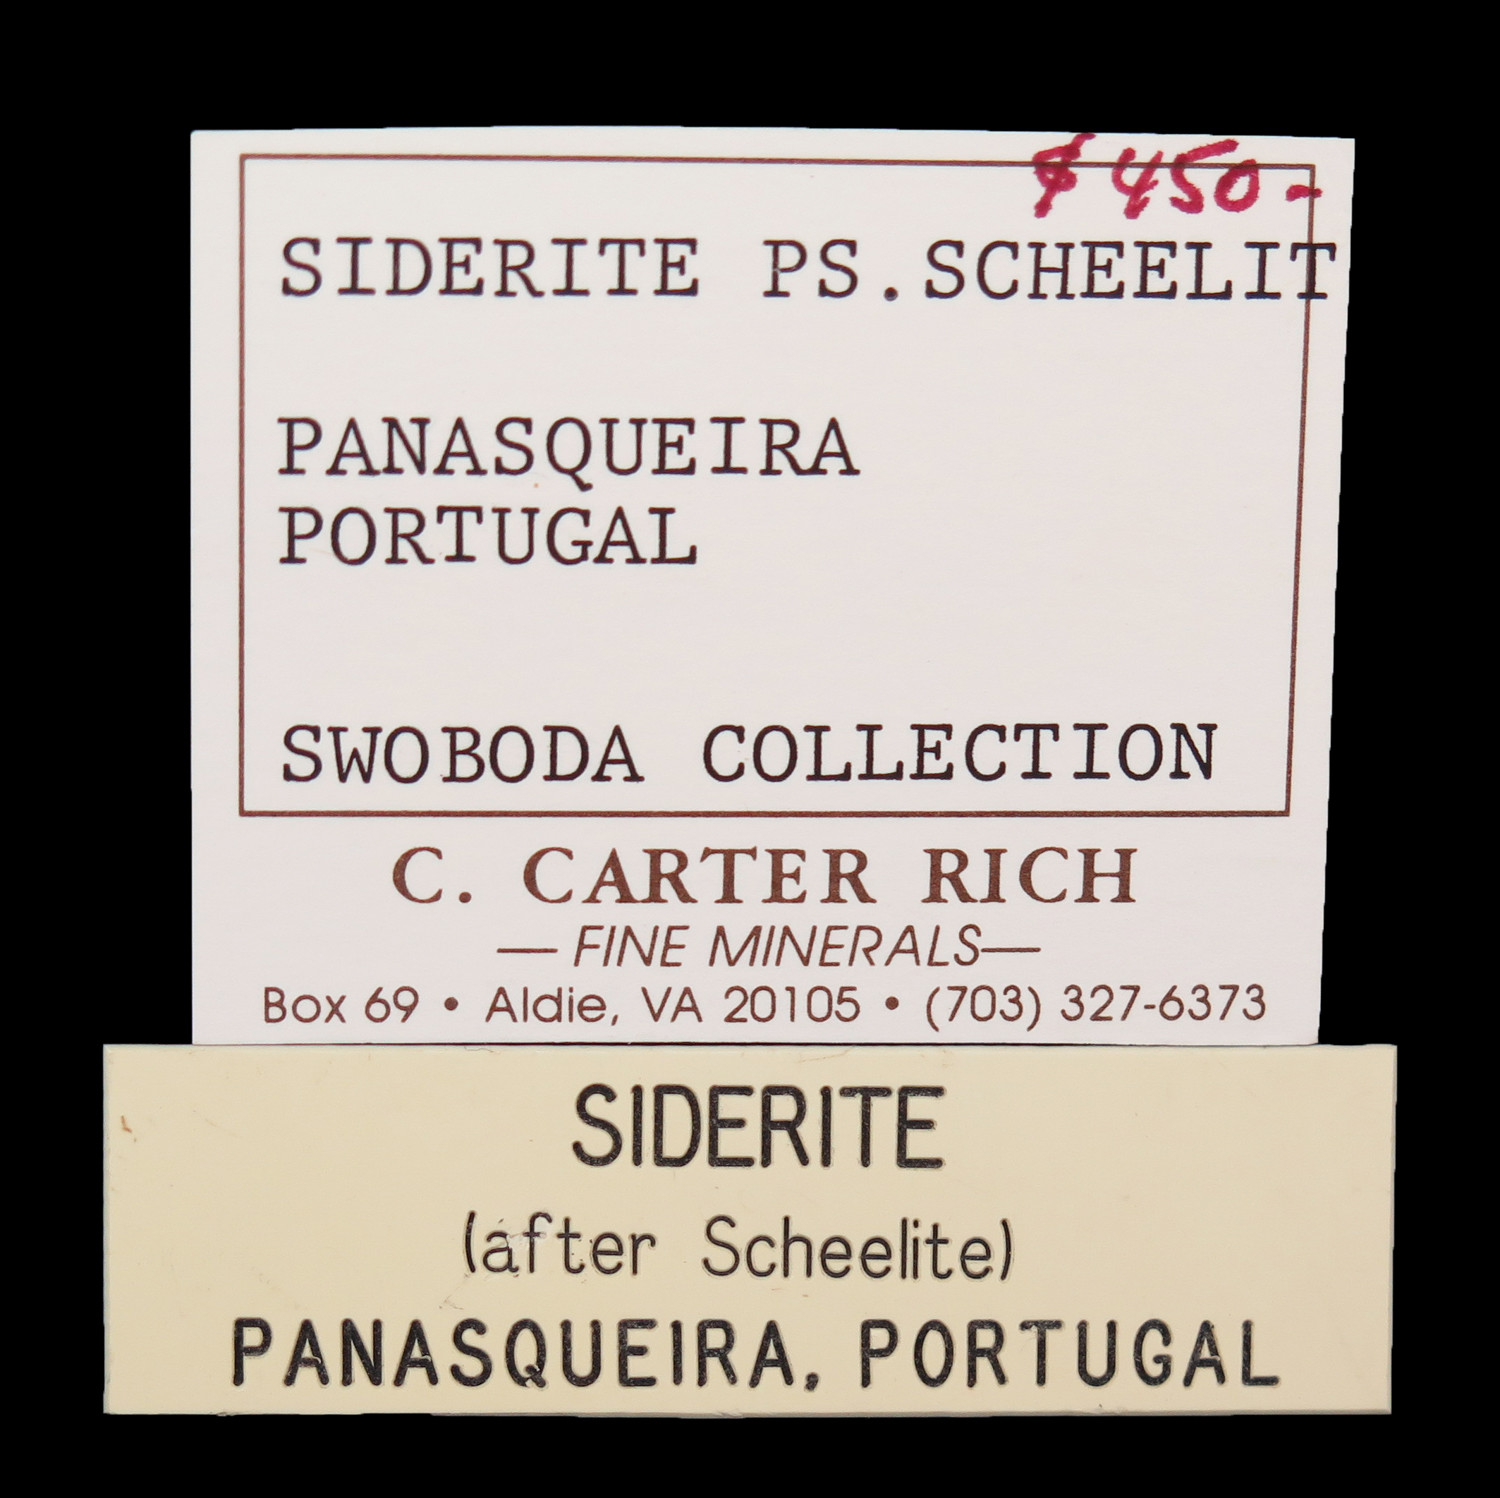 $450-
SIDERITE PS.SCHEELIT
PANASQUEIRA
PORTUGAL
SWOBODA COLLECTION
C. CARTER RICH
—FINE MINERALS—
Box 69 • Aldie, VA 20105 • (703) 327-6373
SIDERITE
(after Scheelite)
PANASQUEIRA, PORTUGAL